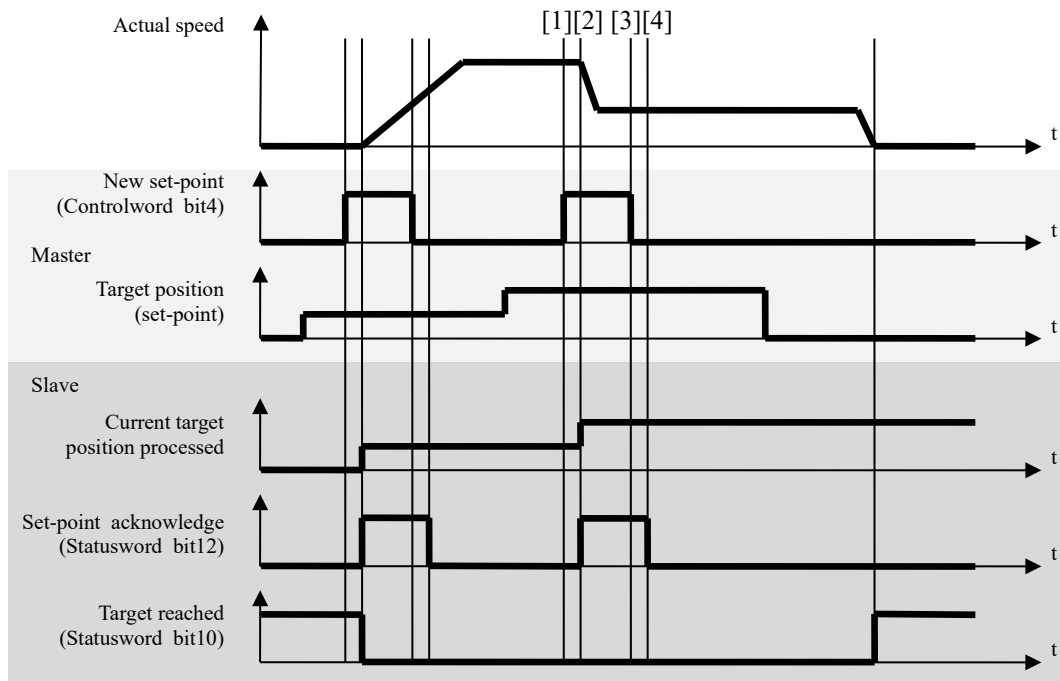 Actual speed
[1][2] [3][4]
t
New set-point
(Controlword bit4)
t
Master
Target position
(set-point)
t
Slave
Current target
position processed
t
Set-point acknowledge
(Statusword bit12)
t
Target reached
(Statusword bit10)
t